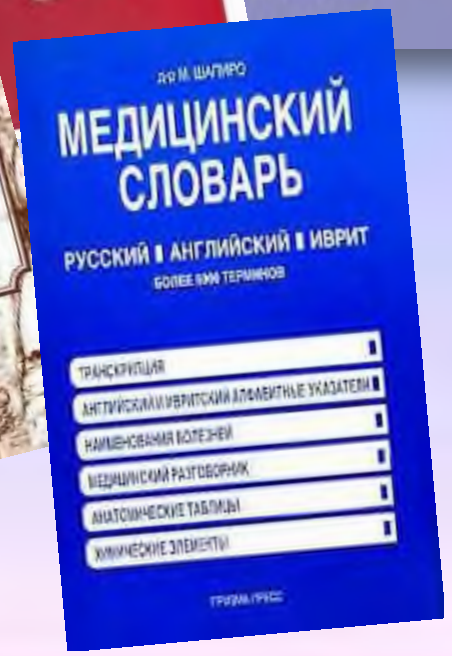 д-р М. ШАПИРО
МЕДИЦИНСКИЙ
СЛОВАРЬ
РУССКИЙ ▮ АНГЛИЙСКИЙ ▮ ИВРИТ
БОЛЕЕ ТЕРМИНОВ
ТРАНСКРИПЦИЯ
АНГЛИЙСКИЙ И ИВРИТСКИЙ АЛФАВИТНЫЕ УКАЗАТЕЛИ
НАИМЕНОВАНИЯ БОЛЕЗНЕЙ
МЕДИЦИНСКИЙ РАЗГОВОРНИК
АНАТОМИЧЕСКИЕ ТАБЛИЦЫ
ХИМИЧЕСКИЕ ЭЛЕМЕНТЫ
ПРИЗМА-ПРЕСС